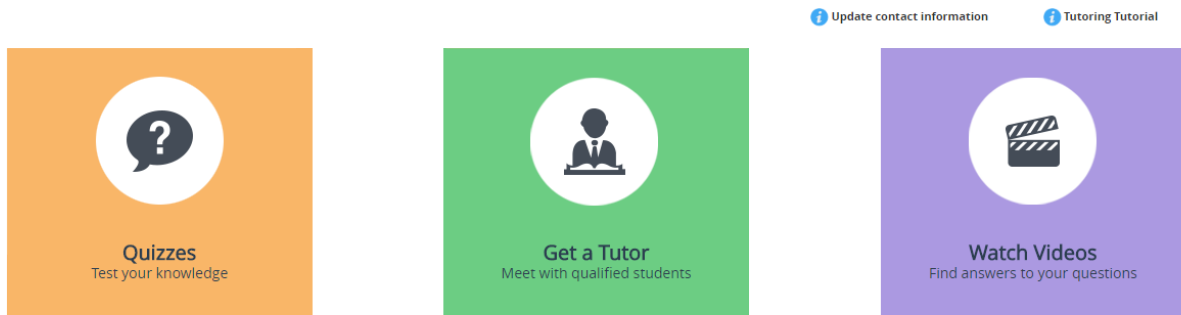 Update contact information
Tutoring Tutorial
Quizzes
Test your knowledge
Get a Tutor
Meet with qualified students
Watch Videos
Find answers to your questions